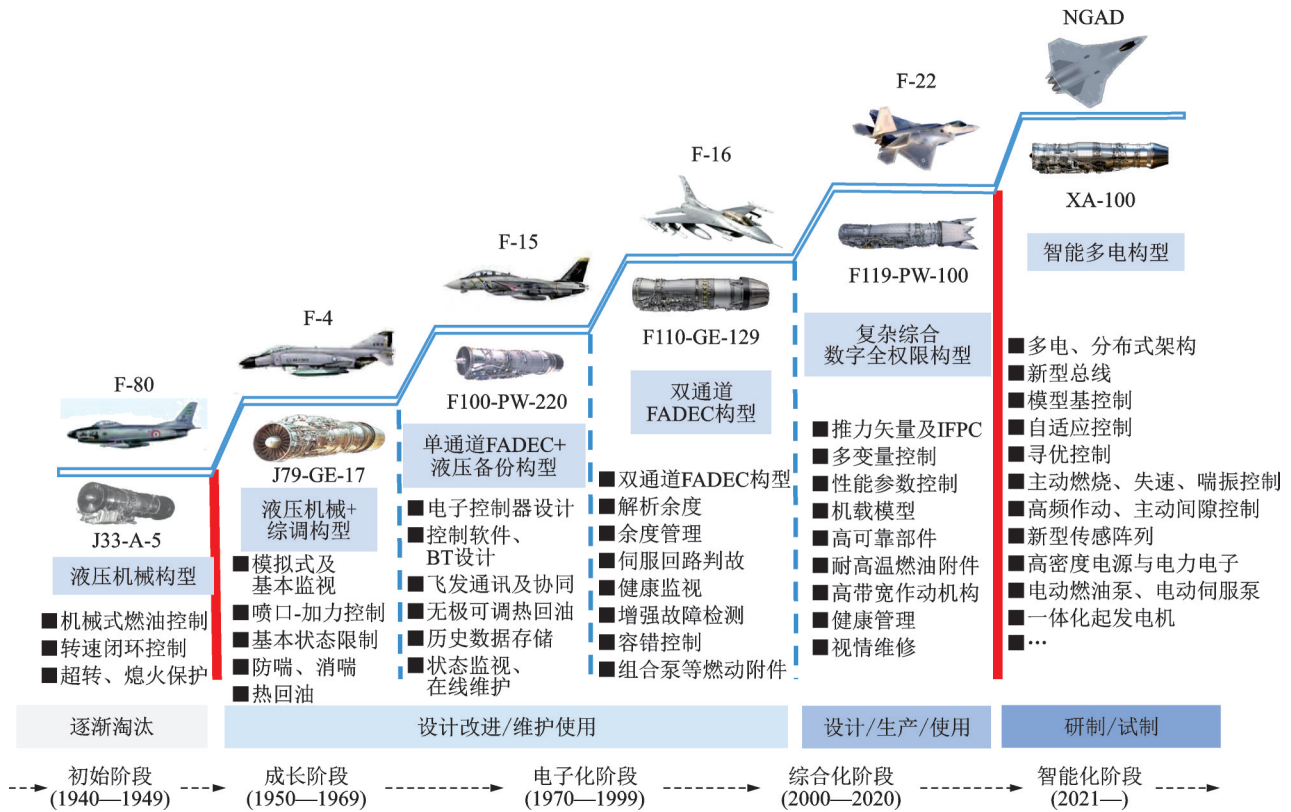 F-80
J33-A-5
液压机械构型
■机械式燃油控制
■转速闭环控制
■超转、熄火保护
F-4
J79-GE-17
液压机械+
综调构型
■模拟式及
基本监视
■喷口-加力控制
■基本状态限制
■防喘、消喘
■热回油
F-15
F100-PW-220
单通道FADEC+
液压备份构型
■电子控制器设计
■控制软件、
BT设计
■飞发通讯及协同
■无极可调热回油
■历史数据存储
■状态监视、
在线维护
F-16
F110-GE-129
双通道
FADEC构型
■双通道FADEC构型
■解析余度
■余度管理
■伺服回路判故
■健康监视
■增强故障检测
■容错控制
■组合泵等燃动附件
F-22
F119-PW-100
复杂综合
数字全权限构型
■推力矢量及IFPC
■多变量控制
■性能参数控制
■机载模型
■高可靠部件
■耐高温燃油附件
■高带宽作动机构
■健康管理
■视情维修
NGAD
XA-100
智能多电构型
■多电、分布式架构
■新型总线
■模型基控制
■自适应控制
■寻优控制
■主动燃烧、失速、喘振控制
■高频作动、主动间隙控制
■新型传感阵列
■高密度电源与电力电子
■电动燃油泵、电动伺服泵
■一体化起发电机
■…
逐渐淘汰
设计改进/维护使用
设计/生产/使用
研制/试制
初始阶段
(1940—1949)
成长阶段
(1950—1969)
电子化阶段
(1970—1999)
综合化阶段
(2000—2020)
智能化阶段
(2021—)